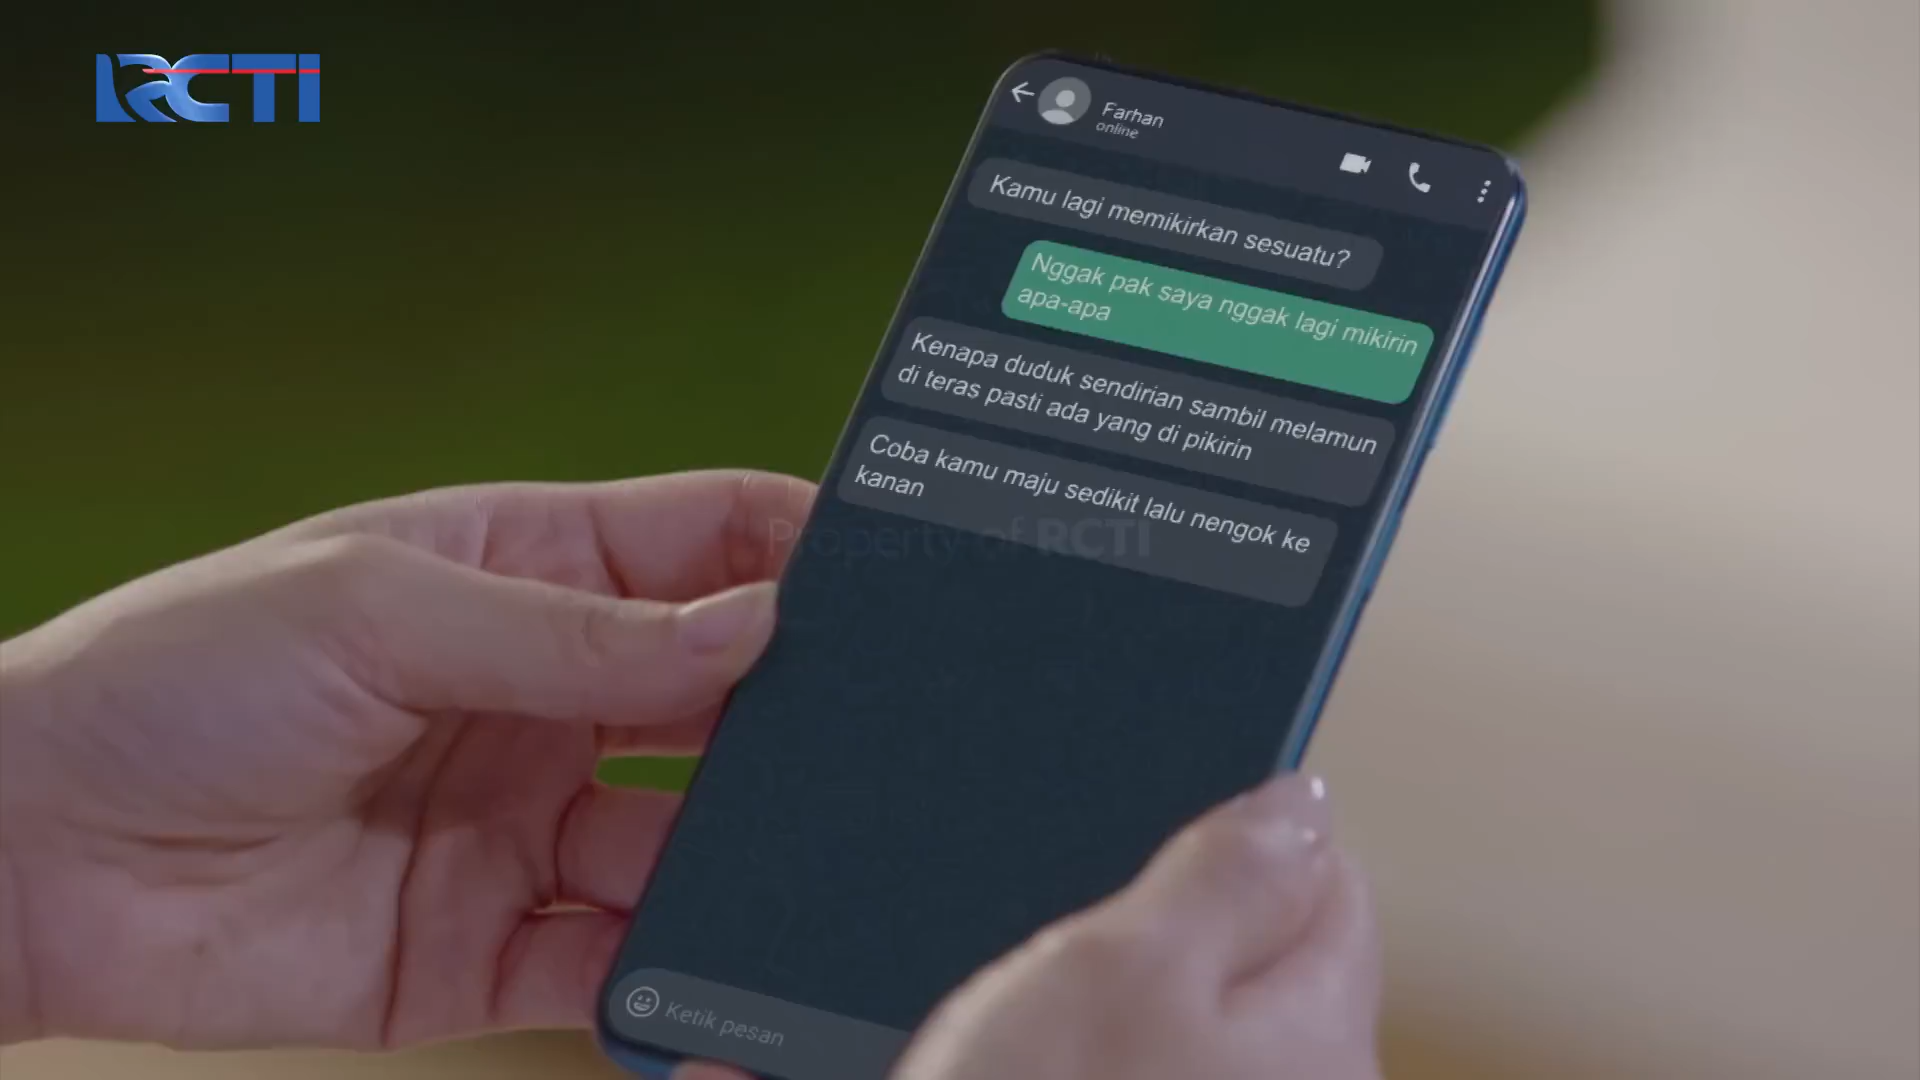 RCTI
Farhan
online
Kamu lagi memikirkan sesuatu?
Nggak pak saya nggak lagi mikirin
apa-apa
Kenapa duduk sendirian sambil melamun
di teras pasti ada yang di pikirin
Coba kamu maju sedikit lalu nengok ke
kanan
Property of RCTI
Ketik pesan